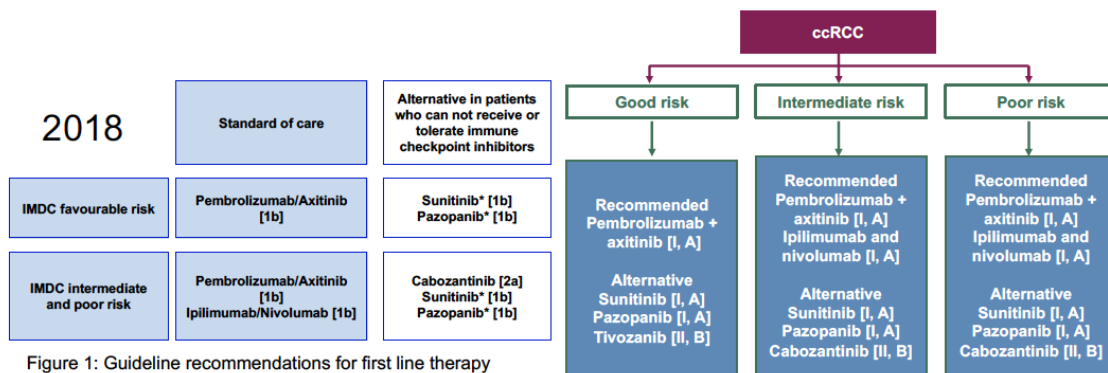 2018
Standard of care
Alternative in patients
who can not receive or
tolerate immune
checkpoint inhibitors
IMDC favourable risk
Pembrolizumab/Axitinib
[1b]
Sunitinib* [1b]
Pazopanib* [1b]
IMDC intermediate
and poor risk
Pembrolizumab/Axitinib
[1b]
Ipilimumab/Nivolumab [1b]
Cabozantinib [2a]
Sunitinib* [1b]
Pazopanib* [1b]
Figure 1: Guideline recommendations for first line therapy
ccRCC
Good risk
Intermediate risk
Poor risk
Recommended
Pembrolizumab +
axitinib [I, A]
Alternative
Sunitinib [I, A]
Pazopanib [I, A]
Tivozanib [II, B]
Recommended
Pembrolizumab +
axitinib [I, A]
Ipilimumab and
nivolumab [I, A]
Alternative
Sunitinib [I, A]
Pazopanib [I, A]
Cabozantinib [II, B]
Recommended
Pembrolizumab +
axitinib [I, A]
Ipilimumab and
nivolumab [I, A]
Alternative
Sunitinib [I, A]
Pazopanib [I, A]
Cabozantinib [II, B]